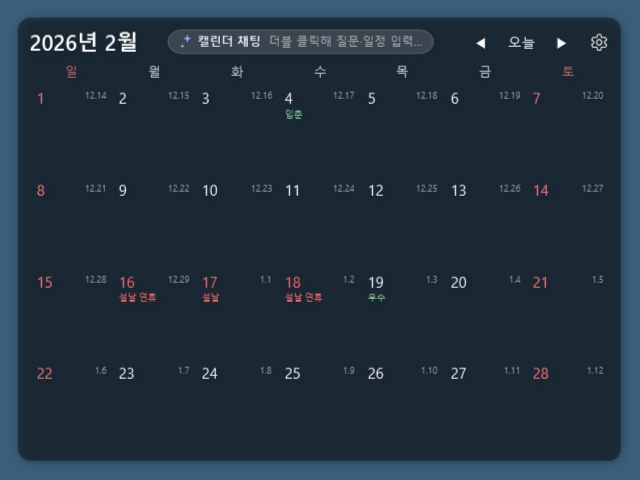 2026년 2월 캘린더 채팅 더블 클릭해 질문·일정 입력... ◀ 오늘 ▶
일 월 화 수 목 금 토
1 12.14 2 12.15 3 12.16 4 12.17 5 12.18 6 12.19 7 12.20
입춘
8 12.21 9 12.22 10 12.23 11 12.24 12 12.25 13 12.26 14 12.27
15 12.28 16 12.29 17 1.1 18 1.2 19 1.3 20 1.4 21 1.5
설날 연휴 설날 설날 연휴 우수
22 1.6 23 1.7 24 1.8 25 1.9 26 1.10 27 1.11 28 1.12